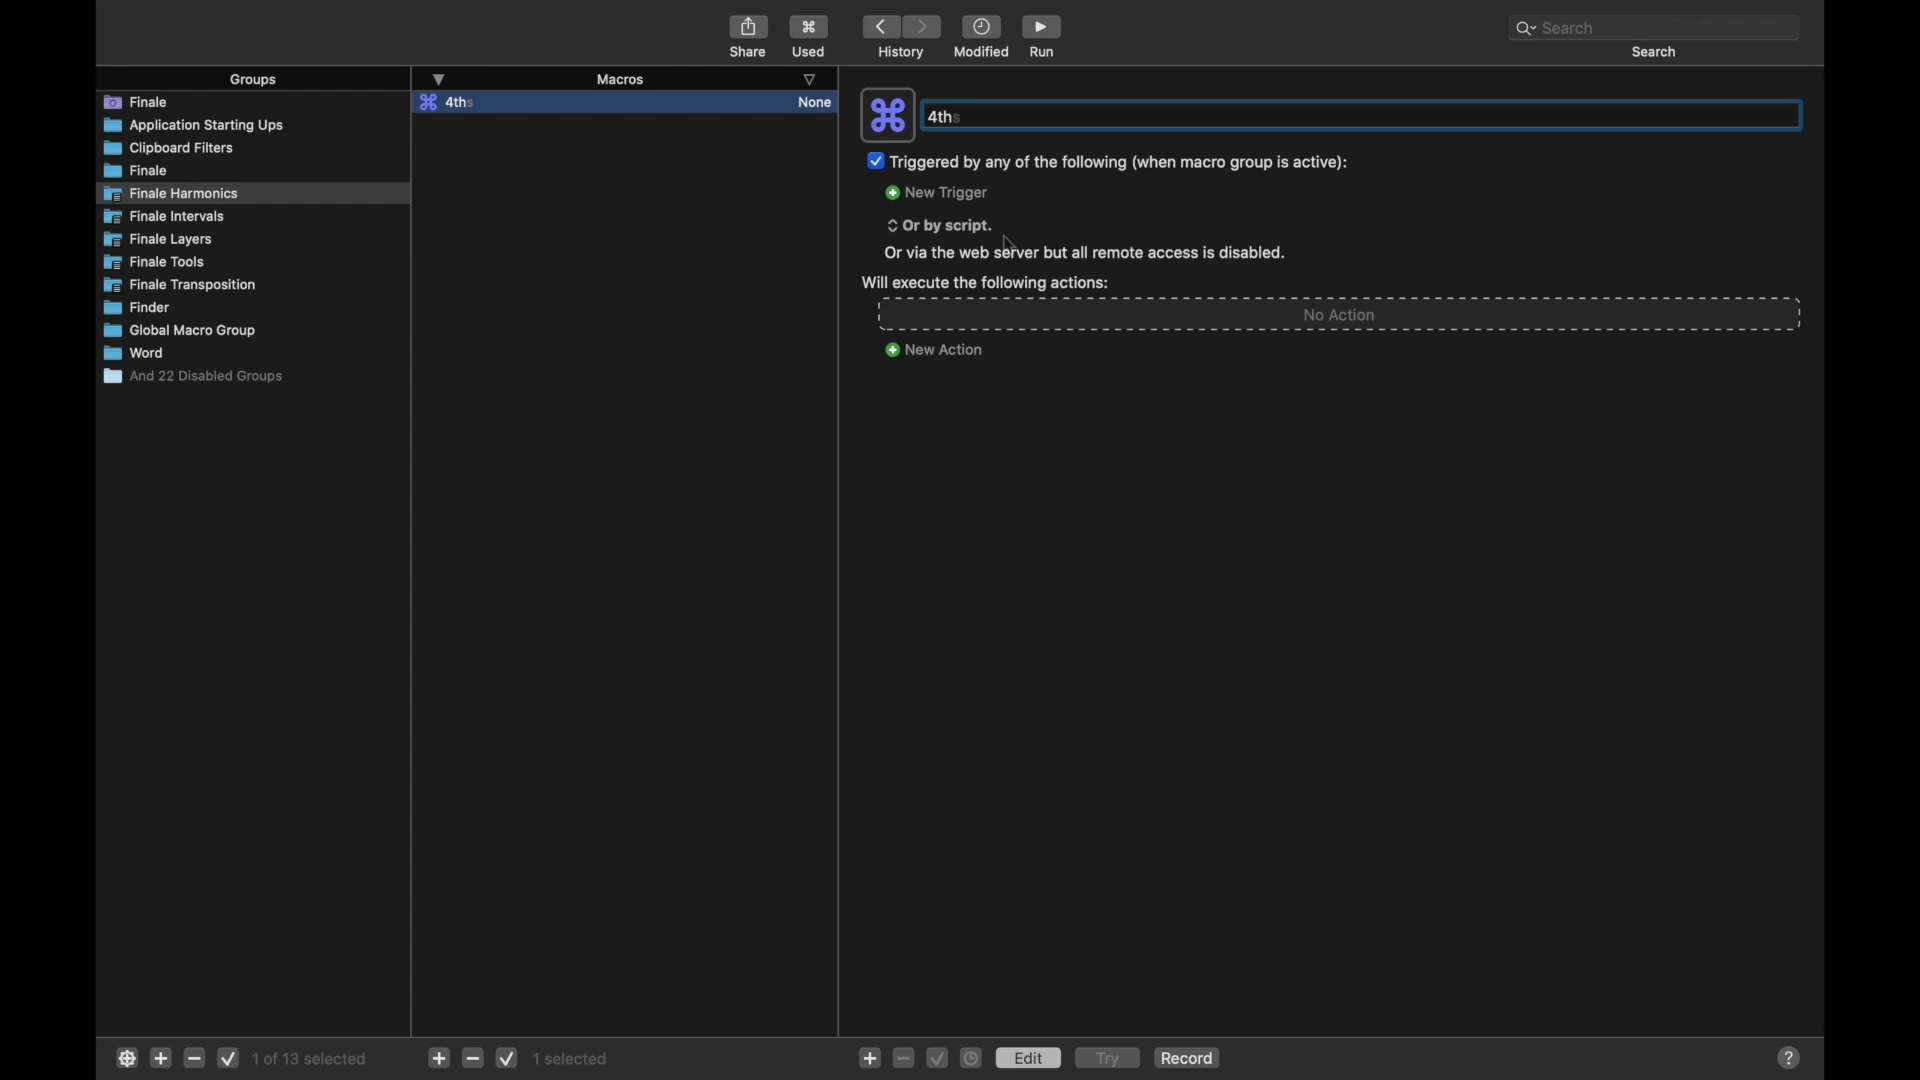 Share
Used
History
Modified
Run
Search
Search
Groups
Macros
Finale
Application Starting Ups
Clipboard Filters
Finale
Finale Harmonics
Finale Intervals
Finale Layers
Finale Tools
Finale Transposition
Finder
Global Macro Group
Word
And 22 Disabled Groups
4ths
None
4ths
Triggered by any of the following (when macro group is active):
New Trigger
Or by script.
Or via the web server but all remote access is disabled.
Will execute the following actions:
No Action
New Action
1 of 13 selected
1 selected
Edit
Try
Record
?